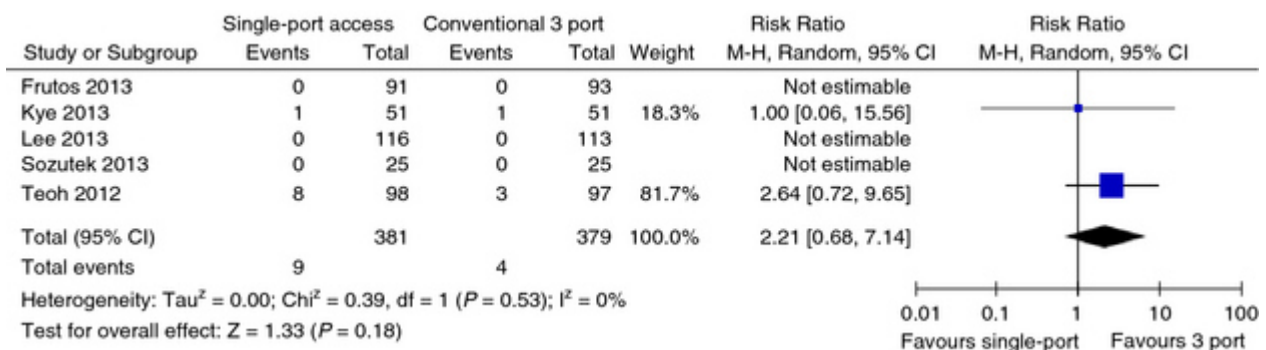 Single-port access Conventional 3 port Risk Ratio Risk Ratio
Study or Subgroup Events Total Events Total Weight M-H, Random, 95% CI M-H, Random, 95% CI
Frutos 2013 0 91 0 93 Not estimable
Kye 2013 1 51 1 51 18.3% 1.00 [0.06, 15.56]
Lee 2013 0 116 0 113 Not estimable
Sozutek 2013 0 25 0 25 Not estimable
Teoh 2012 8 98 3 97 81.7% 2.64 [0.72, 9.65]
Total (95% CI) 381 379 100.0% 2.21 [0.68, 7.14]
Total events 9 4
Heterogeneity: Tau² = 0.00; Chi² = 0.39, df = 1 (P = 0.53); I² = 0%
Test for overall effect: Z = 1.33 (P = 0.18)
0.01 0.1 1 10 100
Favours single-port Favours 3 port